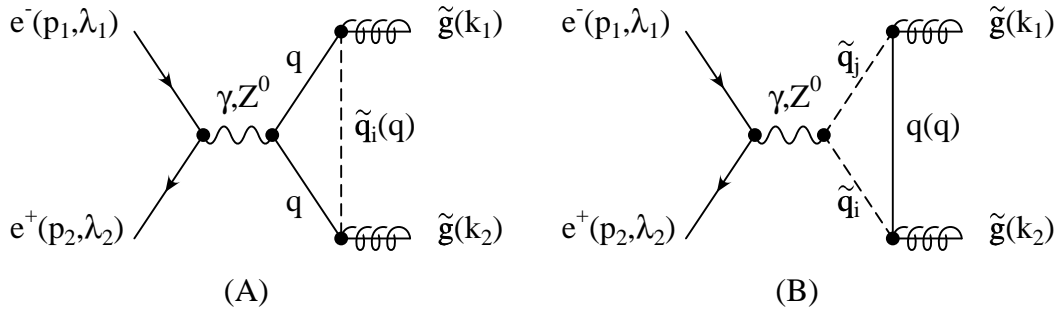 e⁻(p₁,λ₁)
q
g̃(k₁)
γ,Z⁰
q̃ᵢ(q)
q
e⁺(p₂,λ₂)
g̃(k₂)
(A)
e⁻(p₁,λ₁)
q̃ⱼ
g̃(k₁)
γ,Z⁰
q(q)
q̃ᵢ
e⁺(p₂,λ₂)
g̃(k₂)
(B)